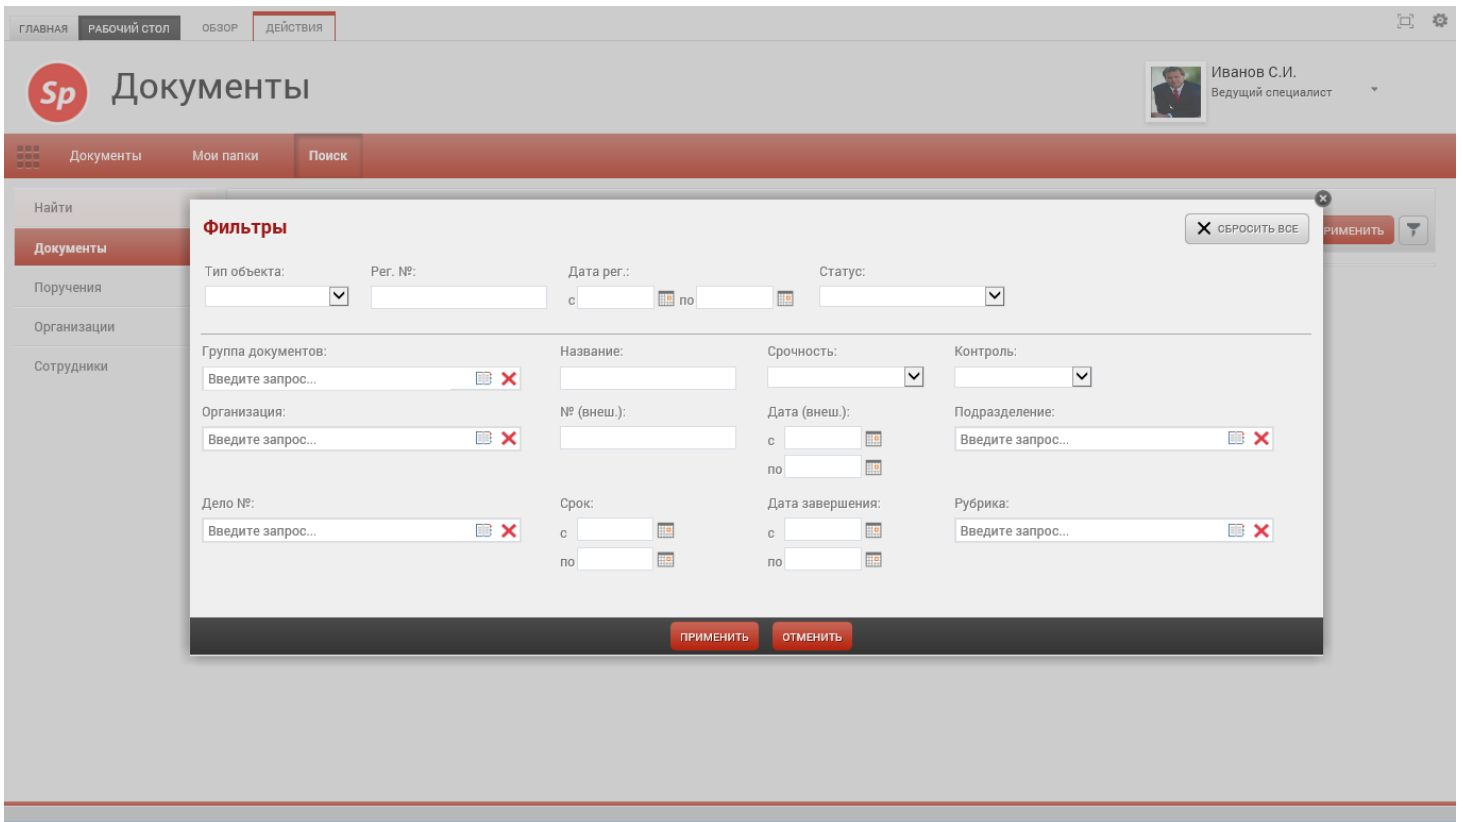 ГЛАВНАЯ РАБОЧИЙ СТОЛ ОБЗОР ДЕЙСТВИЯ
Sp Документы
Иванов С.И.
Ведущий специалист
Документы Мои папки Поиск
Найти
Документы
Поручения
Организации
Сотрудники
РИМЕНИТЬ
Фильтры
СБРОСИТЬ ВСЕ
Тип объекта: Рег. №: Дата рег.: Статус:
с по
Группа документов: Название: Срочность: Контроль:
Введите запрос...
Организация: № (внеш.): Дата (внеш.): Подразделение:
Введите запрос... с Введите запрос...
по
Дело №: Срок: Дата завершения: Рубрика:
Введите запрос... с с Введите запрос...
по по
ПРИМЕНИТЬ ОТМЕНИТЬ